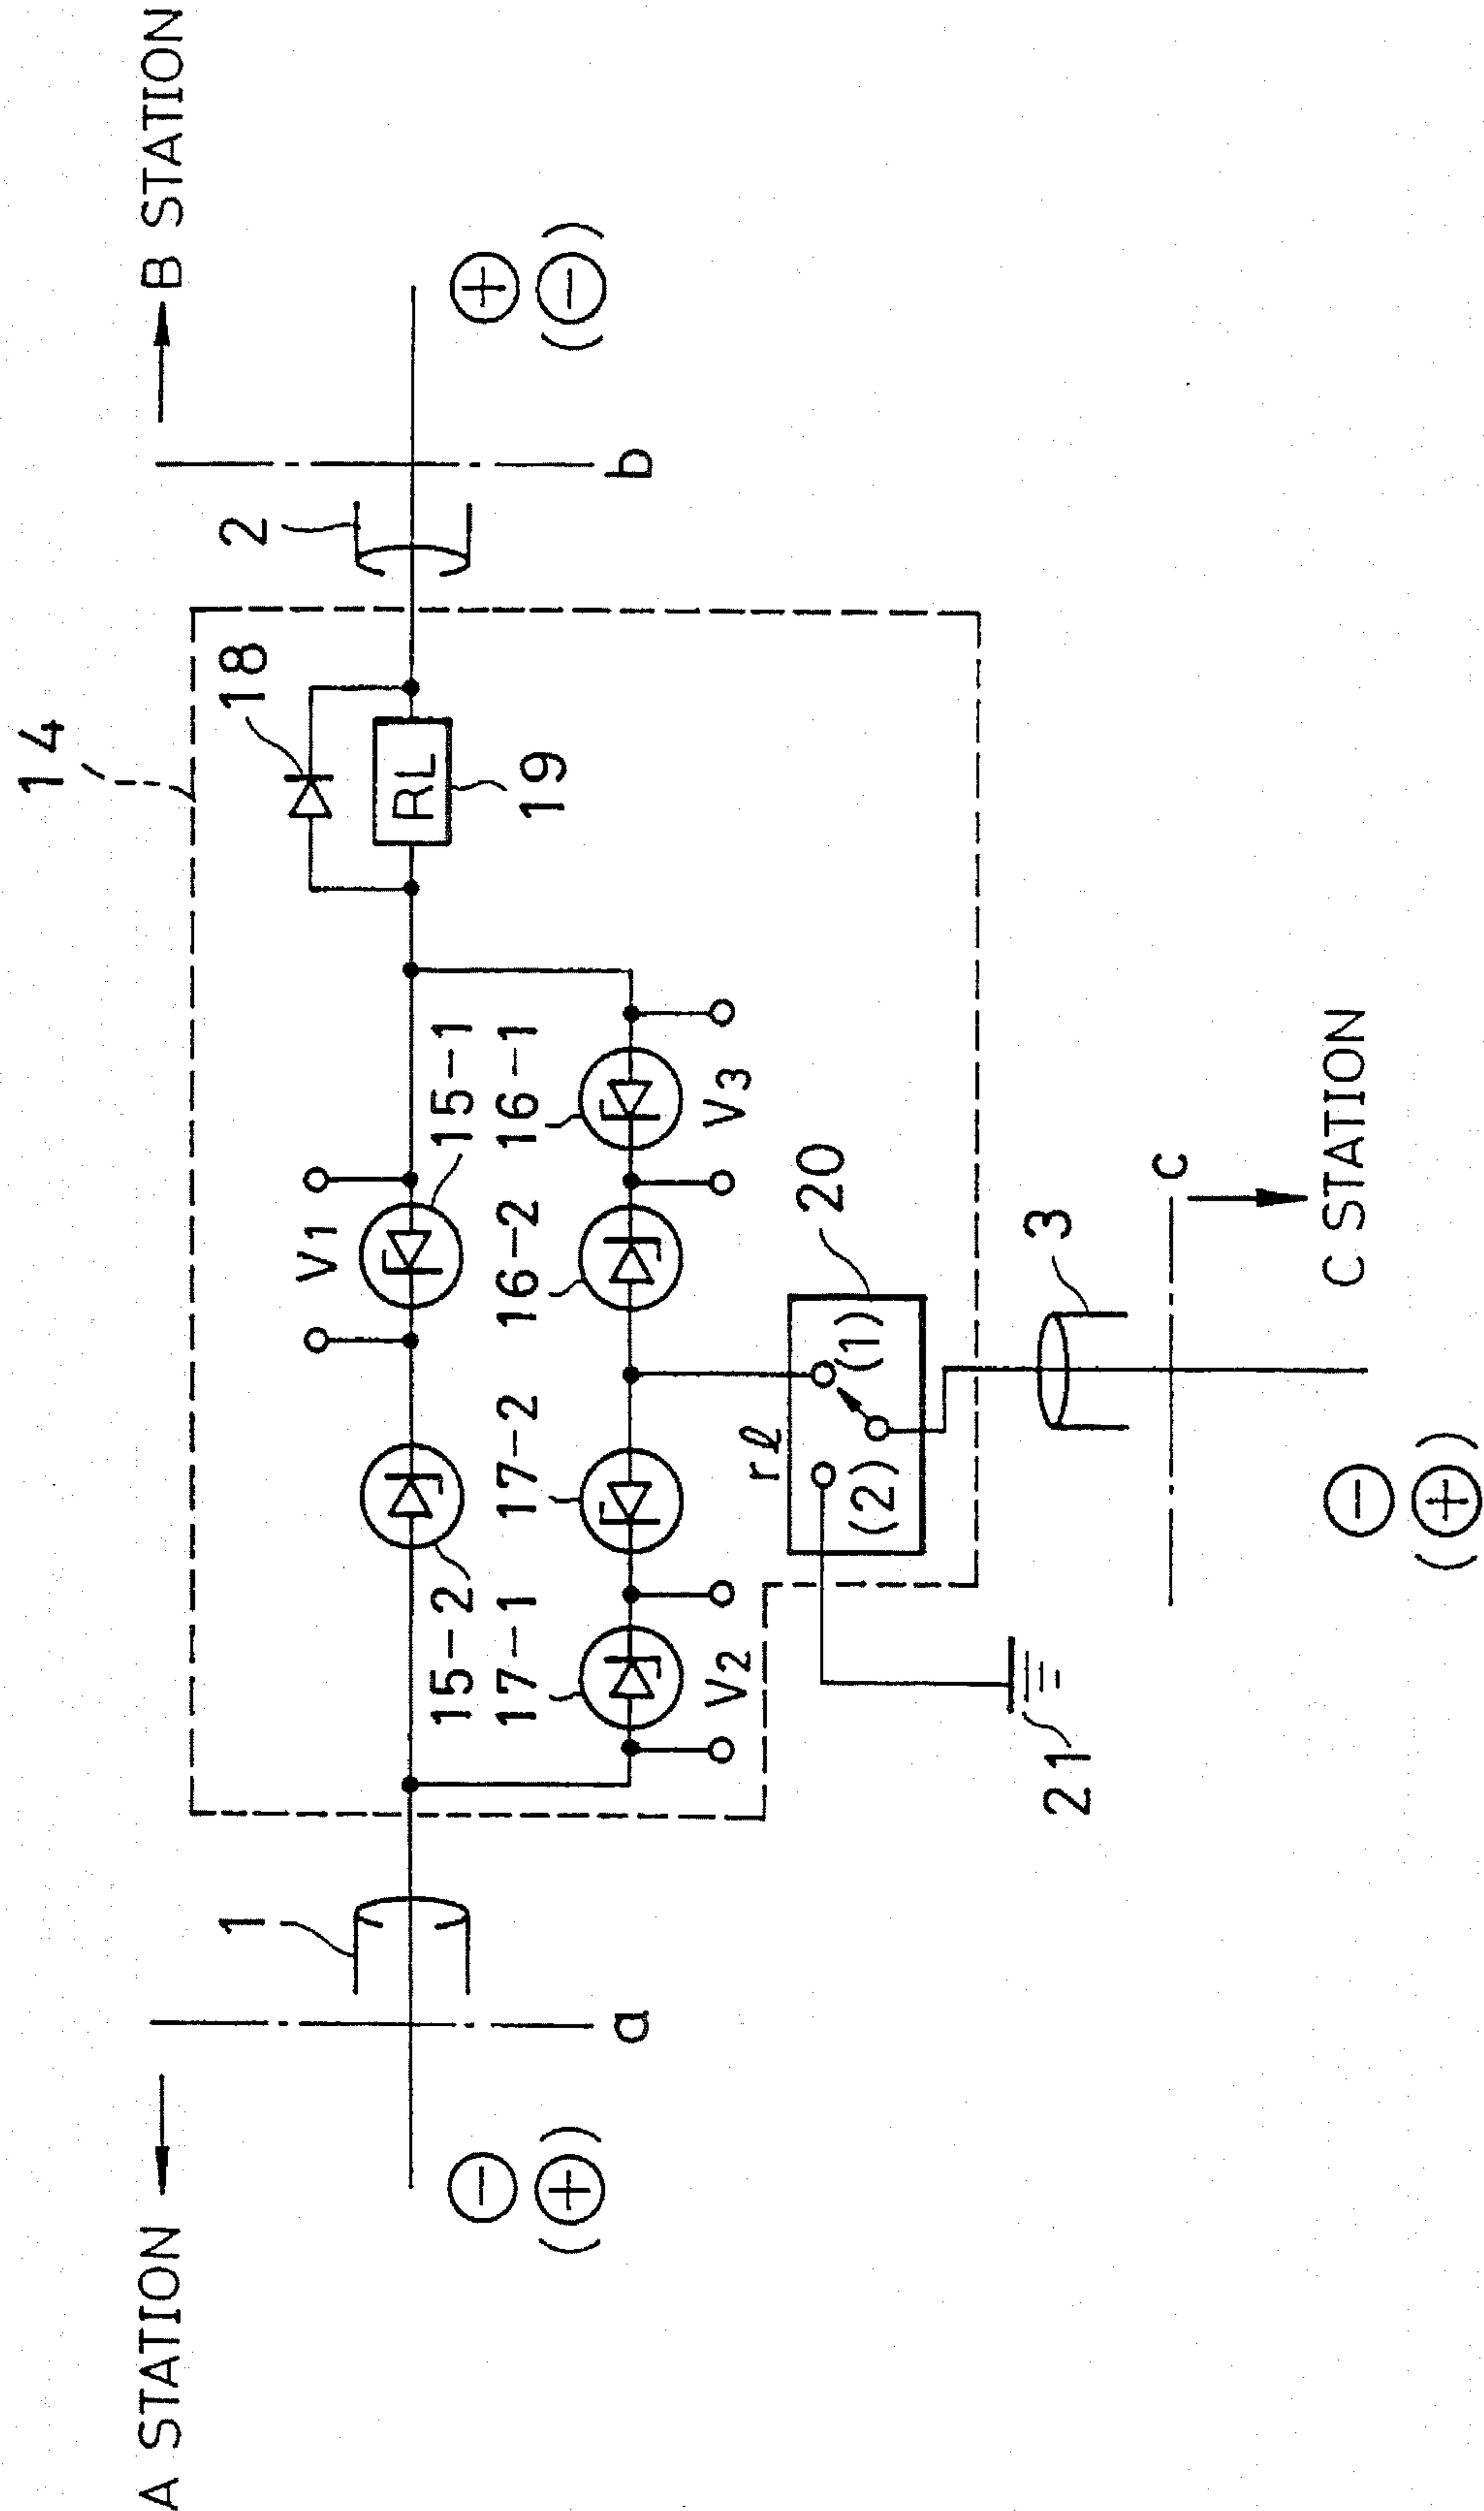 A STATION
B STATION
14
1
18
2
V1
RL
15-2
15-1
19
a
b
17-1
17-2
16-2
16-1
⊖
(⊕)
⊕
(⊖)
V2
rℓ
V3
20
(2)
(1)
21
3
c
C STATION
⊖
(⊕)